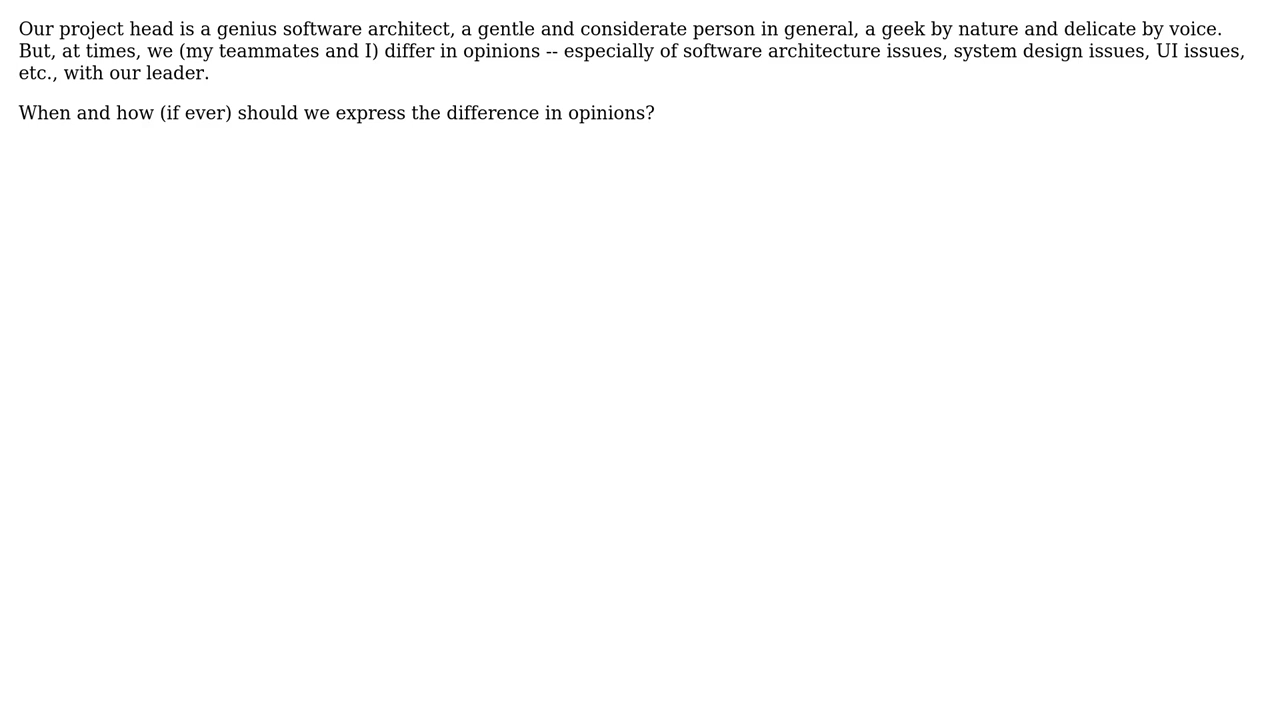 Our project head is a genius software architect, a gentle and considerate person in general, a geek by nature and delicate by voice.
But, at times, we (my teammates and I) differ in opinions -- especially of software architecture issues, system design issues, UI issues,
etc., with our leader.
When and how (if ever) should we express the difference in opinions?